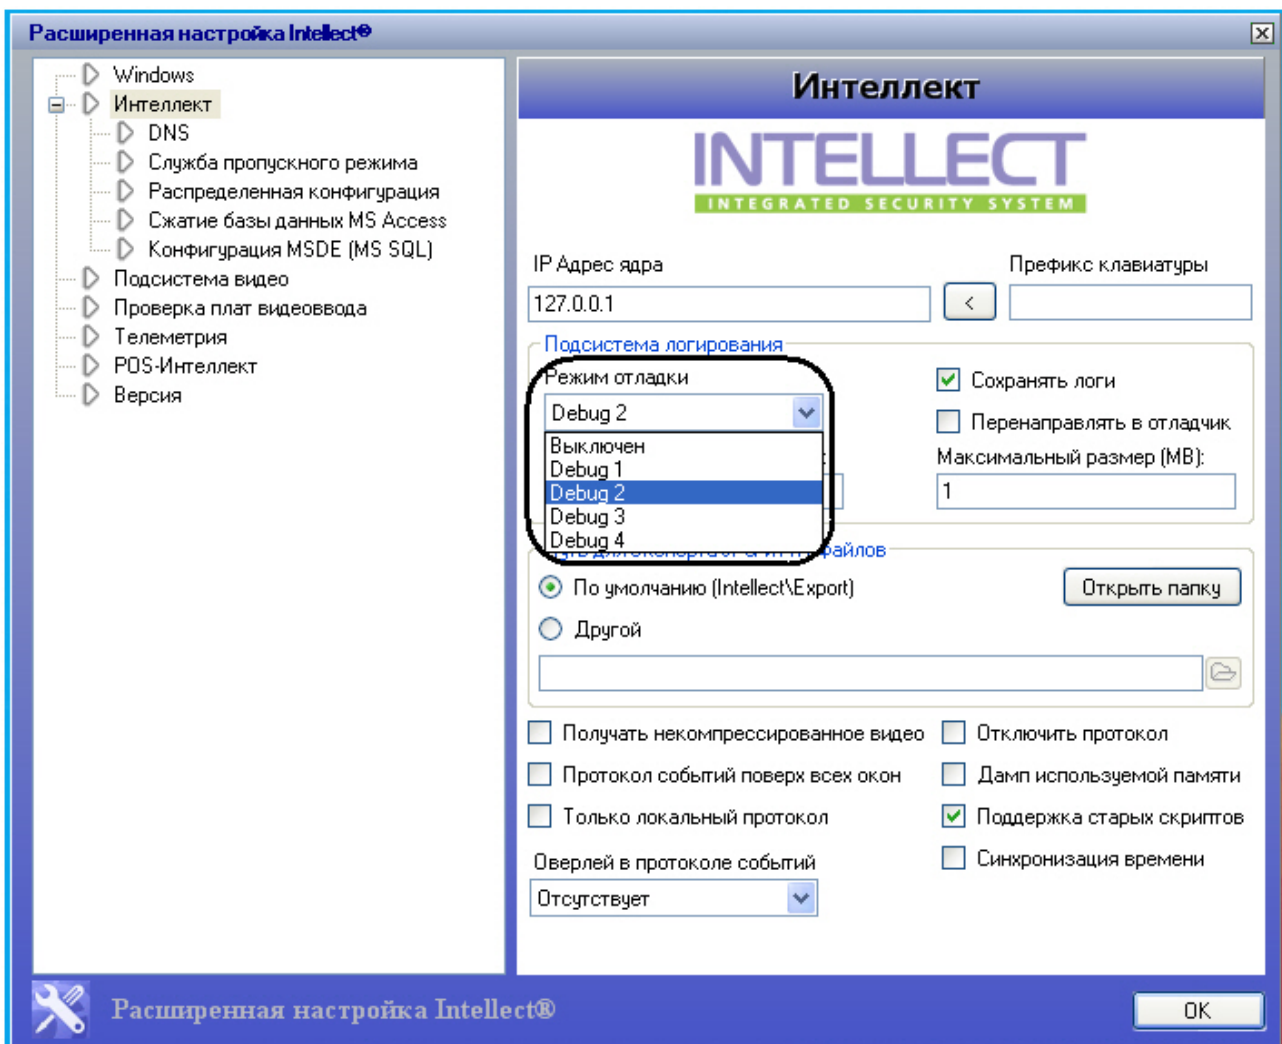 Расширенная настройка Intellect®
Windows
Интеллект
DNS
Служба пропускного режима
Распределенная конфигурация
Сжатие базы данных MS Access
Конфигурация MSDE (MS SQL)
Подсистема видео
Проверка плат видеоввода
Телеметрия
POS-Интеллект
Версия
Интеллект
INTELLECT
INTEGRATED SECURITY SYSTEM
IP Адрес ядра
Префикс клавиатуры
127.0.0.1
<
Подсистема логирования
Режим отладки
Сохранять логи
Debug 2
Перенаправлять в отладчик
Выключен
Debug 1
Debug 2
Debug 3
Debug 4
Максимальный размер (MB):
1
файлов
По умолчанию (Intellect\Export)
Открыть папку
Другой
Получать некомпрессированное видео
Отключить протокол
Протокол событий поверх всех окон
Дамп используемой памяти
Только локальный протокол
Поддержка старых скриптов
Оверлей в протоколе событий
Синхронизация времени
Отсутствует
Расширенная настройка Intellect®
OK